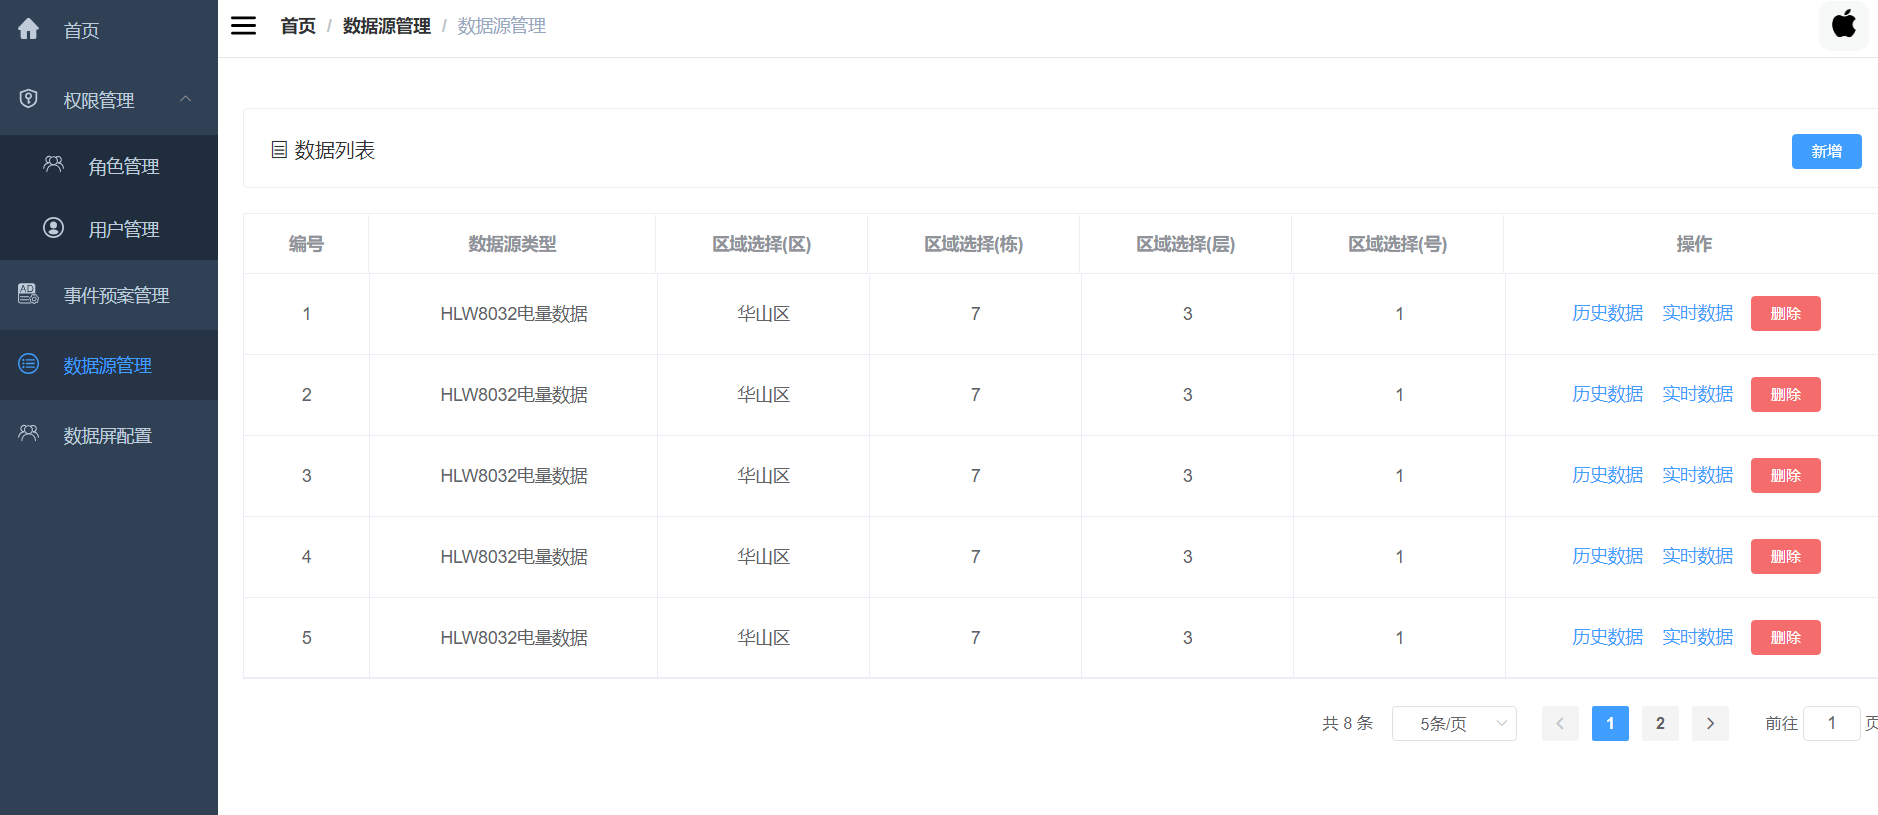 首页
权限管理
角色管理
用户管理
AD
事件预案管理
数据源管理
数据屏配置
首页 / 数据源管理 / 数据源管理
数据列表
新增
编号 数据源类型 区域选择(区) 区域选择(栋) 区域选择(层) 区域选择(号) 操作
1 HLW8032电量数据 华山区 7 3 1 历史数据 实时数据 删除
2 HLW8032电量数据 华山区 7 3 1 历史数据 实时数据 删除
3 HLW8032电量数据 华山区 7 3 1 历史数据 实时数据 删除
4 HLW8032电量数据 华山区 7 3 1 历史数据 实时数据 删除
5 HLW8032电量数据 华山区 7 3 1 历史数据 实时数据 删除
共 8 条 5条/页 1 2 前往 1 页